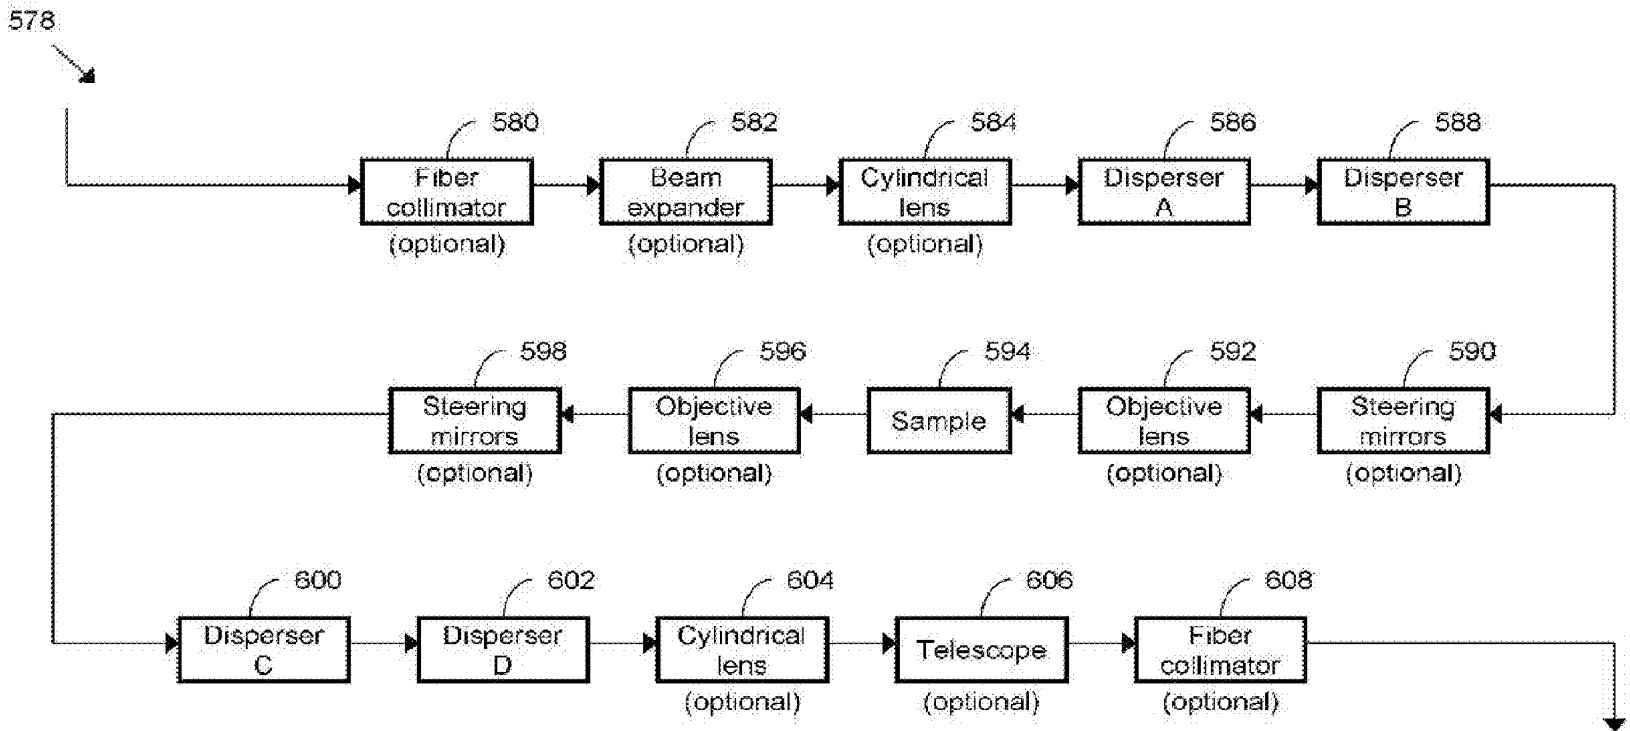 578
580
582
584
586
588
Fiber
collimator
(optional)
Beam
expander
(optional)
Cylindrical
lens
(optional)
Disperser
A
Disperser
B
598
596
594
592
590
Steering
mirrors
(optional)
Objective
lens
(optional)
Sample
Objective
lens
(optional)
Steering
mirrors
(optional)
600
602
604
606
608
Disperser
C
Disperser
D
Cylindrical
lens
(optional)
Telescope
(optional)
Fiber
collimator
(optional)